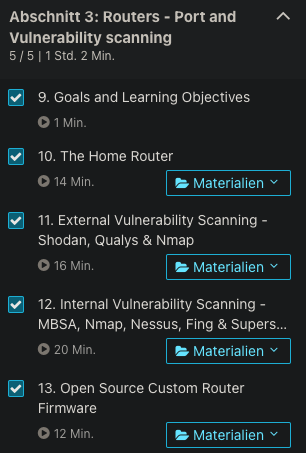 Abschnitt 3: Routers - Port and
Vulnerability scanning
5 / 5 | 1 Std. 2 Min.
9. Goals and Learning Objectives
1 Min.
10. The Home Router
14 Min.
Materialien
11. External Vulnerability Scanning -
Shodan, Qualys & Nmap
16 Min.
Materialien
12. Internal Vulnerability Scanning -
MBSA, Nmap, Nessus, Fing & Supers...
20 Min.
Materialien
13. Open Source Custom Router
Firmware
12 Min.
Materialien